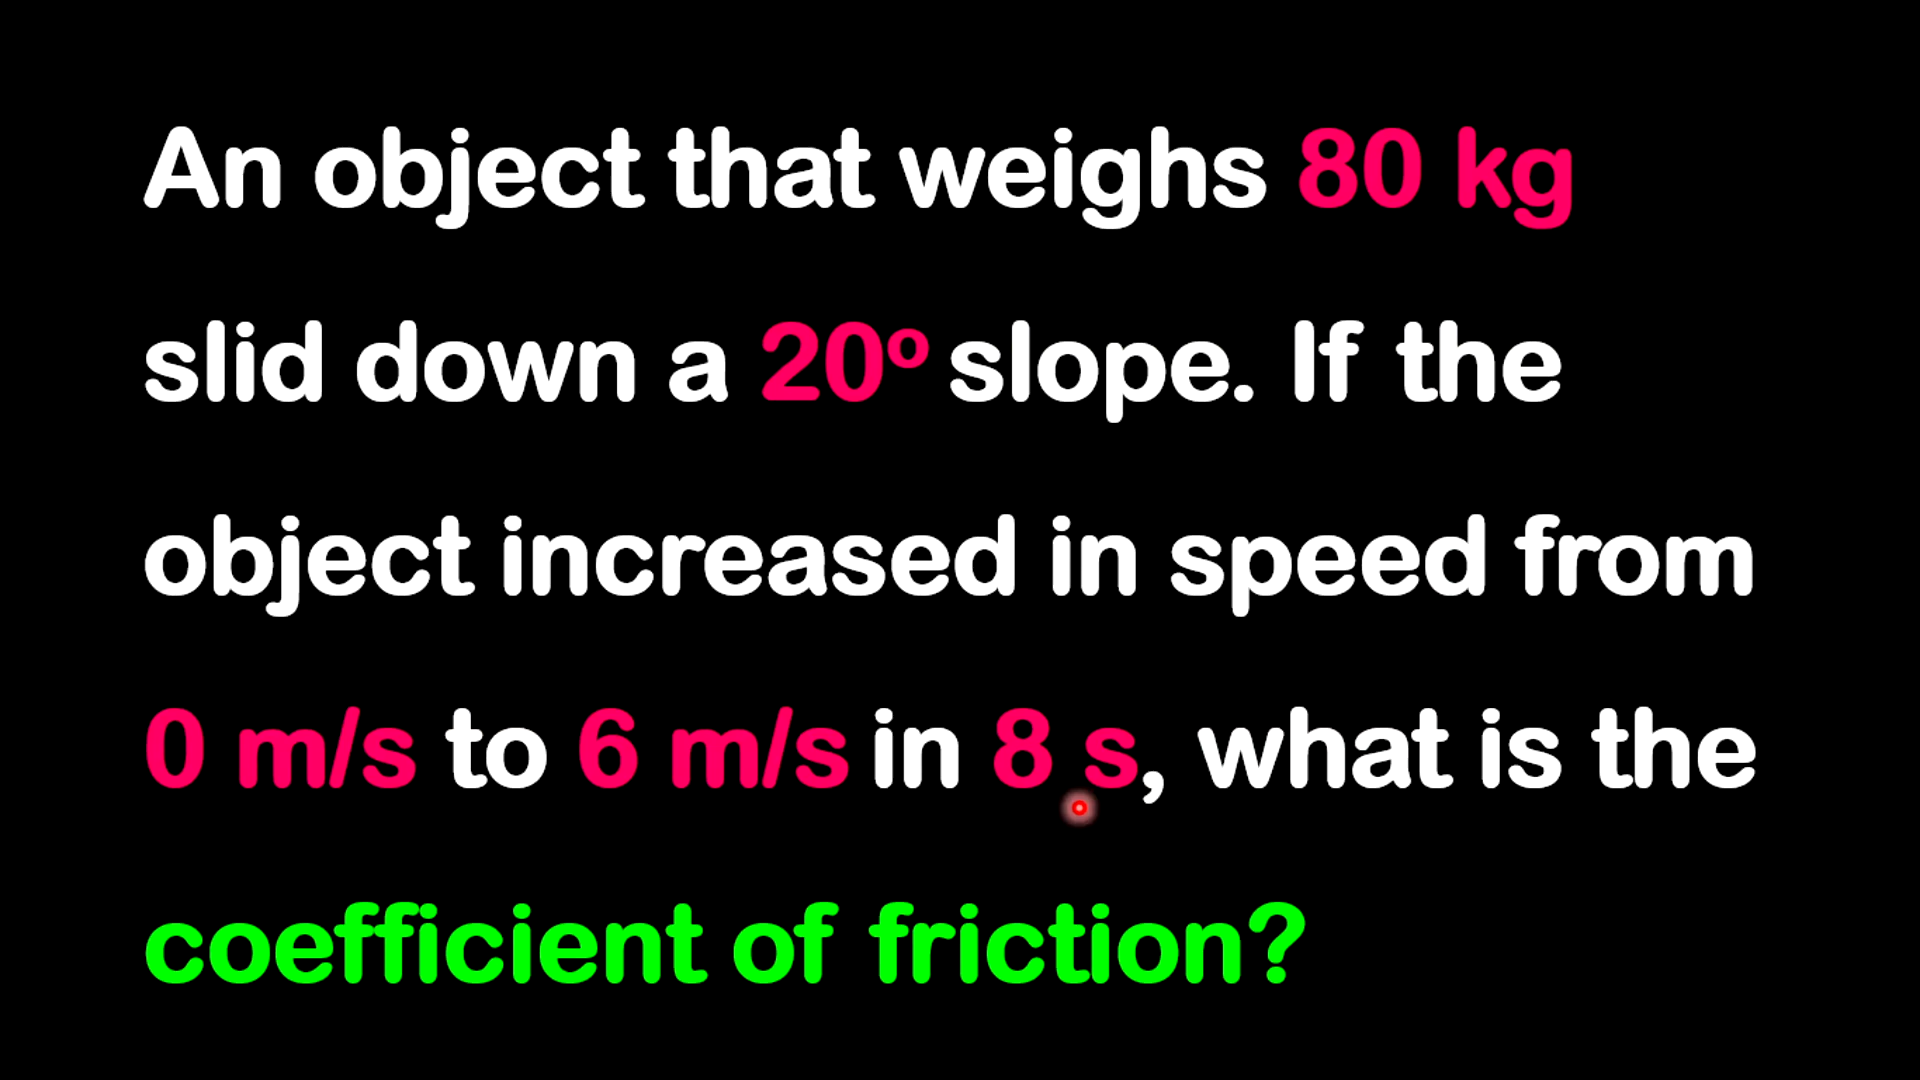 An object that weighs 80 kg
slid down a 20º slope. If the
object increased in speed from
0 m/s to 6 m/s in 8 s, what is the
coefficient of friction?